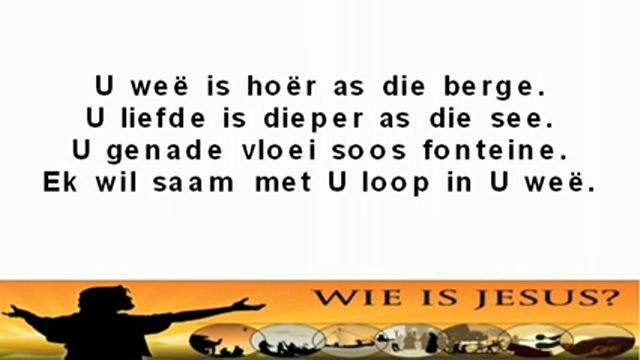 U weë is hoër as die berge.
U liefde is dieper as die see.
U genade vloei soos fonteine.
Ek wil saam met U loop in U weë.
WIE IS JESUS?